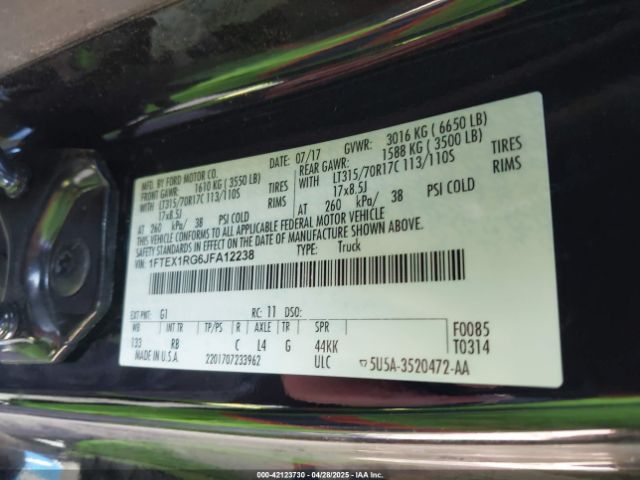 MFD. BY FORD MOTOR CO.
DATE: 07/17 GVWR: 3016 KG ( 6650 LB)
FRONT GAWR: 1610 KG ( 3550 LB) REAR GAWR: 1588 KG ( 3500 LB)
WITH LT315/70R17C 113/110S TIRES WITH LT315/70R17C 113/110S TIRES
17x8.5J RIMS 17x8.5J RIMS
AT 260 kPa/ 38 PSI COLD AT 260 kPa/ 38 PSI COLD
THIS VEHICLE CONFORMS TO ALL APPLICABLE FEDERAL MOTOR VEHICLE
SAFETY STANDARDS IN EFFECT ON THE DATE OF MANUFACTURE SHOWN ABOVE.
VIN: 1FTEX1RG6JFA12238
TYPE: Truck
EXT PNT: G1 RC: 11 DSO:
WB INT TR TP/PS R AXLE TR SPR F0085
133 RB C L4 G 44KK T0314
MADE IN U.S.A. 2201707233962 ULC 5U5A-3520472-AA
000-42123730 - 04/28/2025 - IAA Inc.